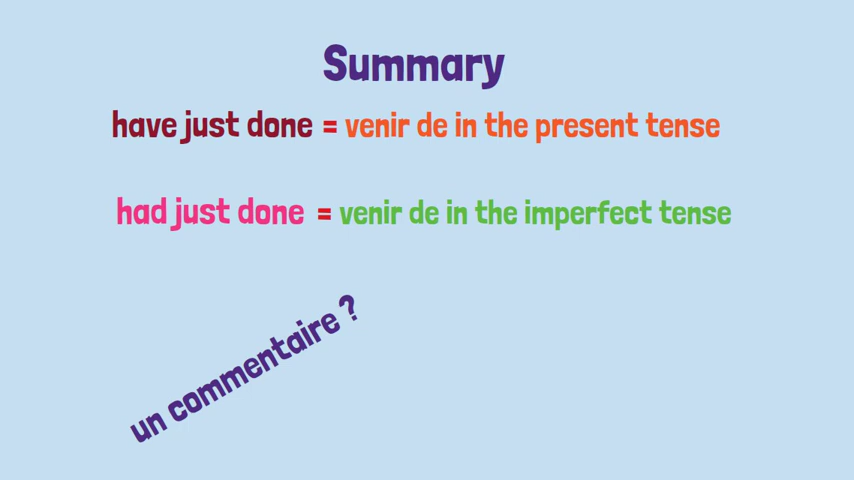 Summary
have just done = venir de in the present tense
had just done = venir de in the imperfect tense
un commentaire ?